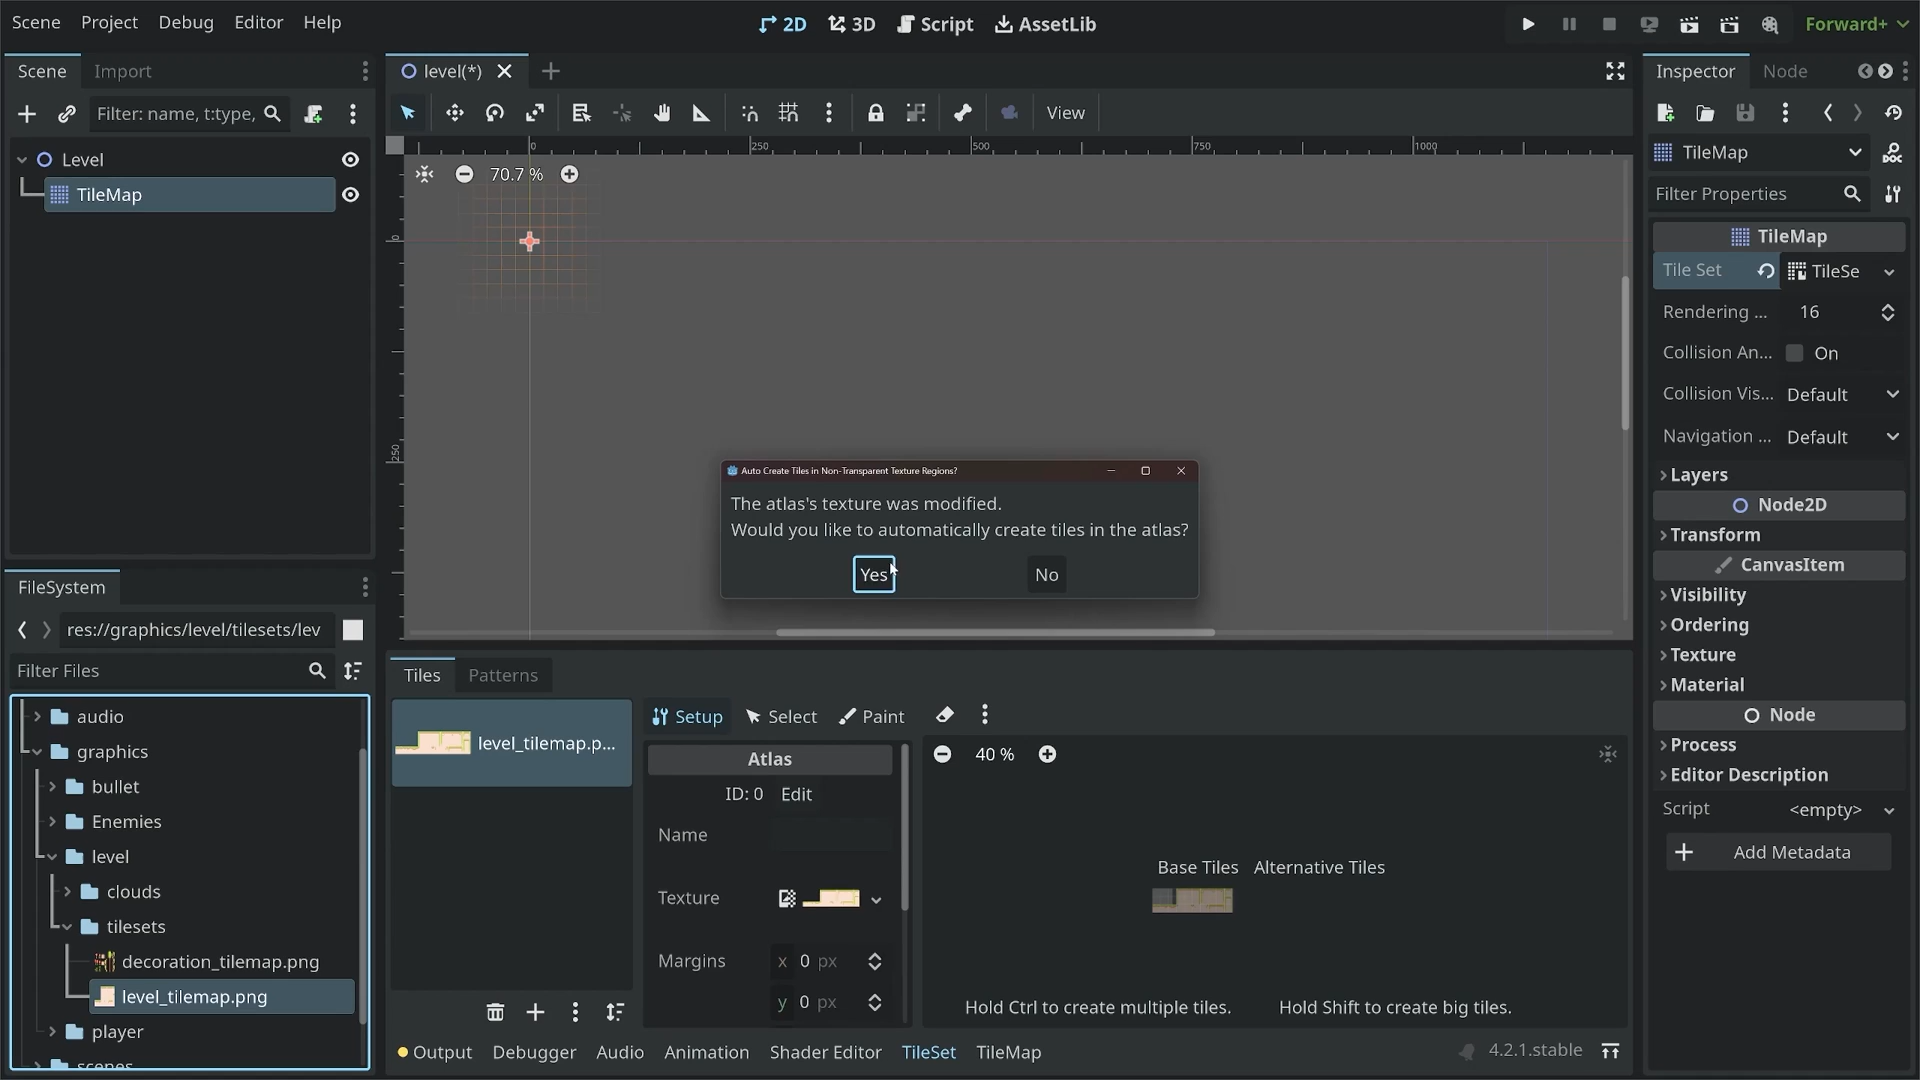 Scene Project Debug Editor Help
2D 3D Script AssetLib
Forward+
Scene Import
level(*)
Inspector Node
Filter: name, t:type,
View
TileMap
Level
TileMap
0 250 500 750 1000
70.7 %
0
250
Filter Properties
TileMap
Tile Set TileSe
Rendering ... 16
Collision An... On
Collision Vis... Default
Navigation ... Default
Layers
Node2D
Transform
CanvasItem
Visibility
Ordering
Texture
Material
Node
Process
Editor Description
Script <empty>
Add Metadata
Auto Create Tiles in Non-Transparent Texture Regions?
The atlas's texture was modified.
Would you like to automatically create tiles in the atlas?
Yes No
FileSystem
res://graphics/level/tilesets/lev
Filter Files
audio
graphics
bullet
Enemies
level
clouds
tilesets
decoration_tilemap.png
level_tilemap.png
player
scenes
Tiles Patterns
level_tilemap.p...
Setup Select Paint
Atlas
ID: 0 Edit
Name
Texture
Margins x 0 px
y 0 px
40 %
Base Tiles Alternative Tiles
Hold Ctrl to create multiple tiles. Hold Shift to create big tiles.
Output Debugger Audio Animation Shader Editor TileSet TileMap
4.2.1.stable